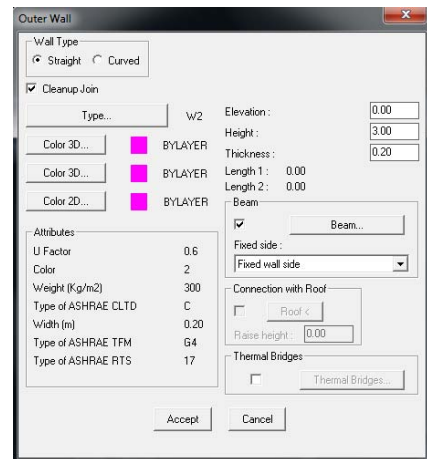 Outer Wall
Wall Type
Straight Curved
Cleanup Join
Type... W2
Color 3D... BYLAYER
Color 3D... BYLAYER
Color 2D... BYLAYER
Attributes
U Factor 0.6
Color 2
Weight (Kg/m2) 300
Type of ASHRAE CLTD C
Width (m) 0.20
Type of ASHRAE TFM G4
Type of ASHRAE RTS 17
Elevation : 0.00
Height : 3.00
Thickness : 0.20
Length 1 : 0.00
Length 2 : 0.00
Beam
Beam...
Fixed side :
Fixed wall side
Connection with Roof
Roof <
Raise height : 0.00
Thermal Bridges
Thermal Bridges...
Accept Cancel